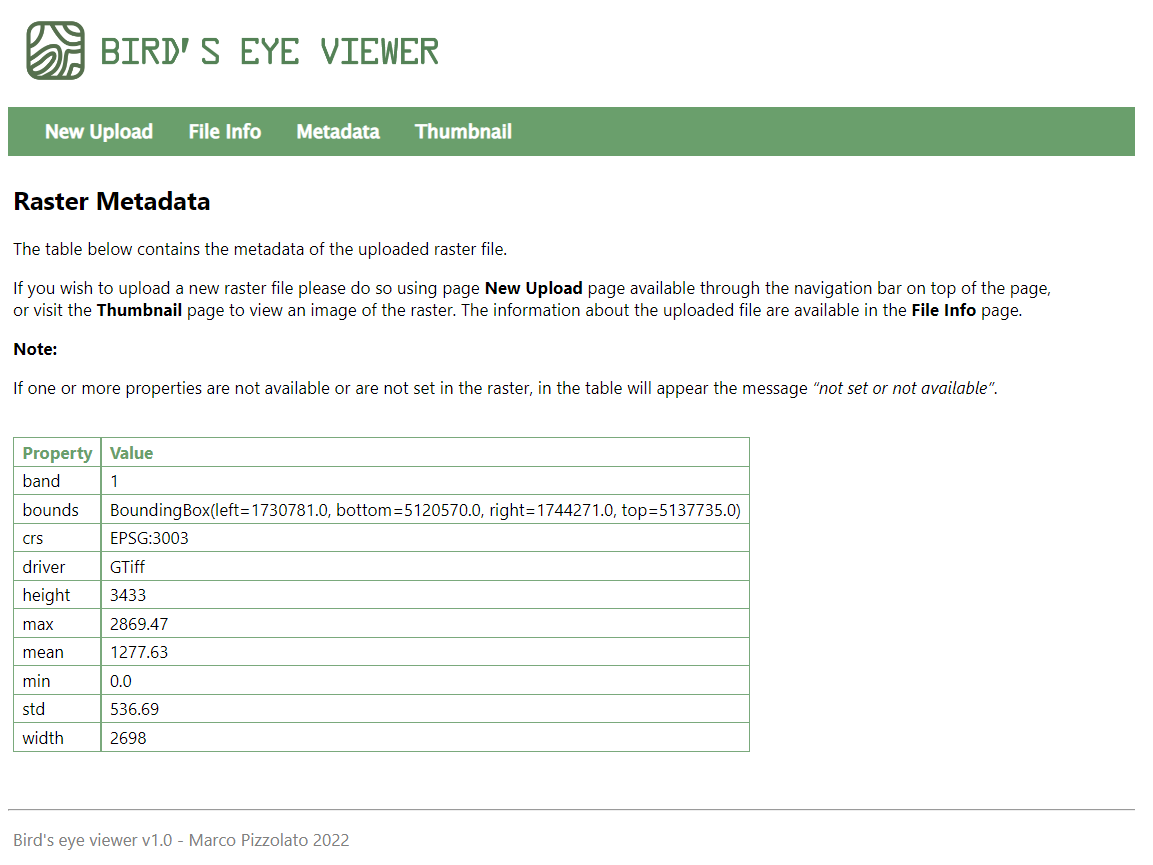 BIRD'S EYE VIEWER
New Upload File Info Metadata Thumbnail
Raster Metadata
The table below contains the metadata of the uploaded raster file.
If you wish to upload a new raster file please do so using page New Upload page available through the navigation bar on top of the page,
or visit the Thumbnail page to view an image of the raster. The information about the uploaded file are available in the File Info page.
Note:
If one or more properties are not available or are not set in the raster, in the table will appear the message “not set or not available”.
Property Value
band 1
bounds BoundingBox(left=1730781.0, bottom=5120570.0, right=1744271.0, top=5137735.0)
crs EPSG:3003
driver GTiff
height 3433
max 2869.47
mean 1277.63
min 0.0
std 536.69
width 2698
Bird's eye viewer v1.0 - Marco Pizzolato 2022